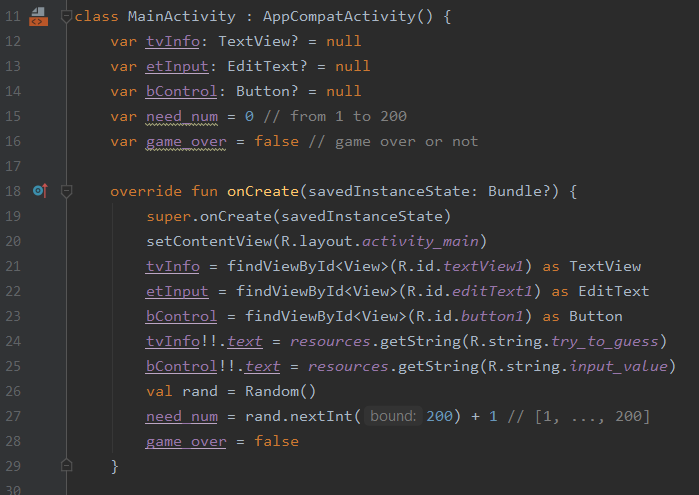 11 class MainActivity : AppCompatActivity() {
12     var tvInfo: TextView? = null
13     var etInput: EditText? = null
14     var bControl: Button? = null
15     var need_num = 0 // from 1 to 200
16     var game_over = false // game over or not
17
18     override fun onCreate(savedInstanceState: Bundle?) {
19         super.onCreate(savedInstanceState)
20         setContentView(R.layout.activity_main)
21         tvInfo = findViewById<View>(R.id.textView1) as TextView
22         etInput = findViewById<View>(R.id.editText1) as EditText
23         bControl = findViewById<View>(R.id.button1) as Button
24         tvInfo!!.text = resources.getString(R.string.try_to_guess)
25         bControl!!.text = resources.getString(R.string.input_value)
26         val rand = Random()
27         need_num = rand.nextInt( bound: 200) + 1 // [1, ..., 200]
28         game_over = false
29     }
30